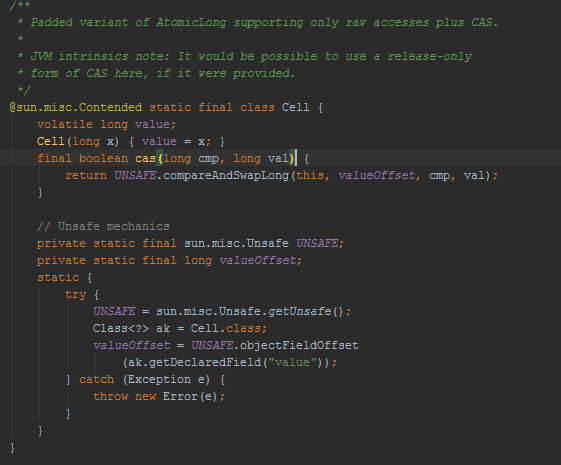 /**
 * Padded variant of AtomicLong supporting only raw accesses plus CAS.
 *
 * JVM intrinsics note: It would be possible to use a release-only
 * form of CAS here, if it were provided.
 */
@sun.misc.Contended static final class Cell {
    volatile long value;
    Cell(long x) { value = x; }
    final boolean cas(long cmp, long val) {
        return UNSAFE.compareAndSwapLong(this, valueOffset, cmp, val);
    }

    // Unsafe mechanics
    private static final sun.misc.Unsafe UNSAFE;
    private static final long valueOffset;
    static {
        try {
            UNSAFE = sun.misc.Unsafe.getUnsafe();
            Class<?> ak = Cell.class;
            valueOffset = UNSAFE.objectFieldOffset
                (ak.getDeclaredField("value"));
        } catch (Exception e) {
            throw new Error(e);
        }
    }
}